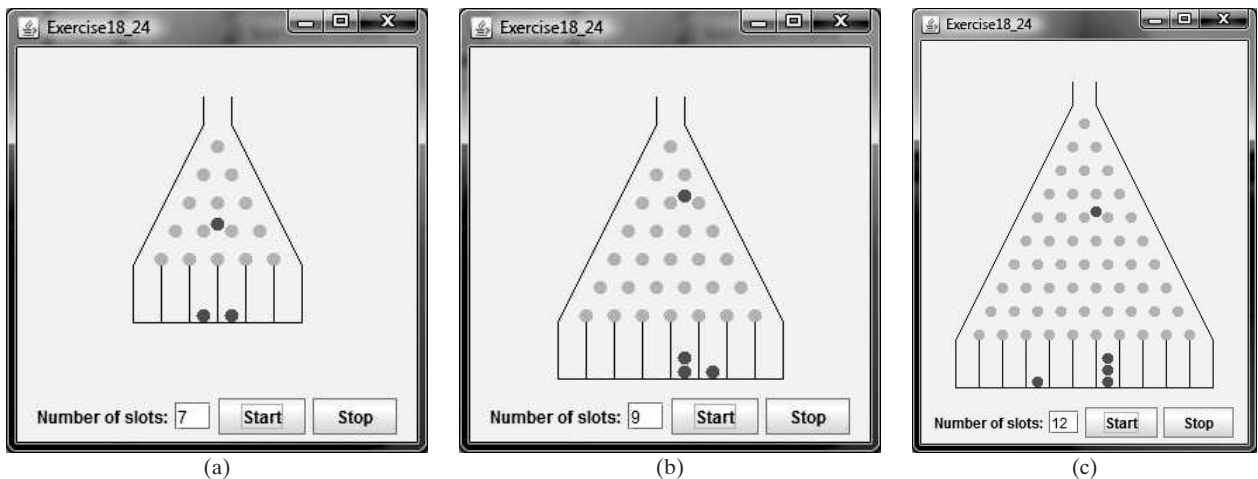 Exercise18_24
Number of slots: 7 Start Stop
(a)
Exercise18_24
Number of slots: 9 Start Stop
(b)
Exercise18_24
Number of slots: 12 Start Stop
(c)